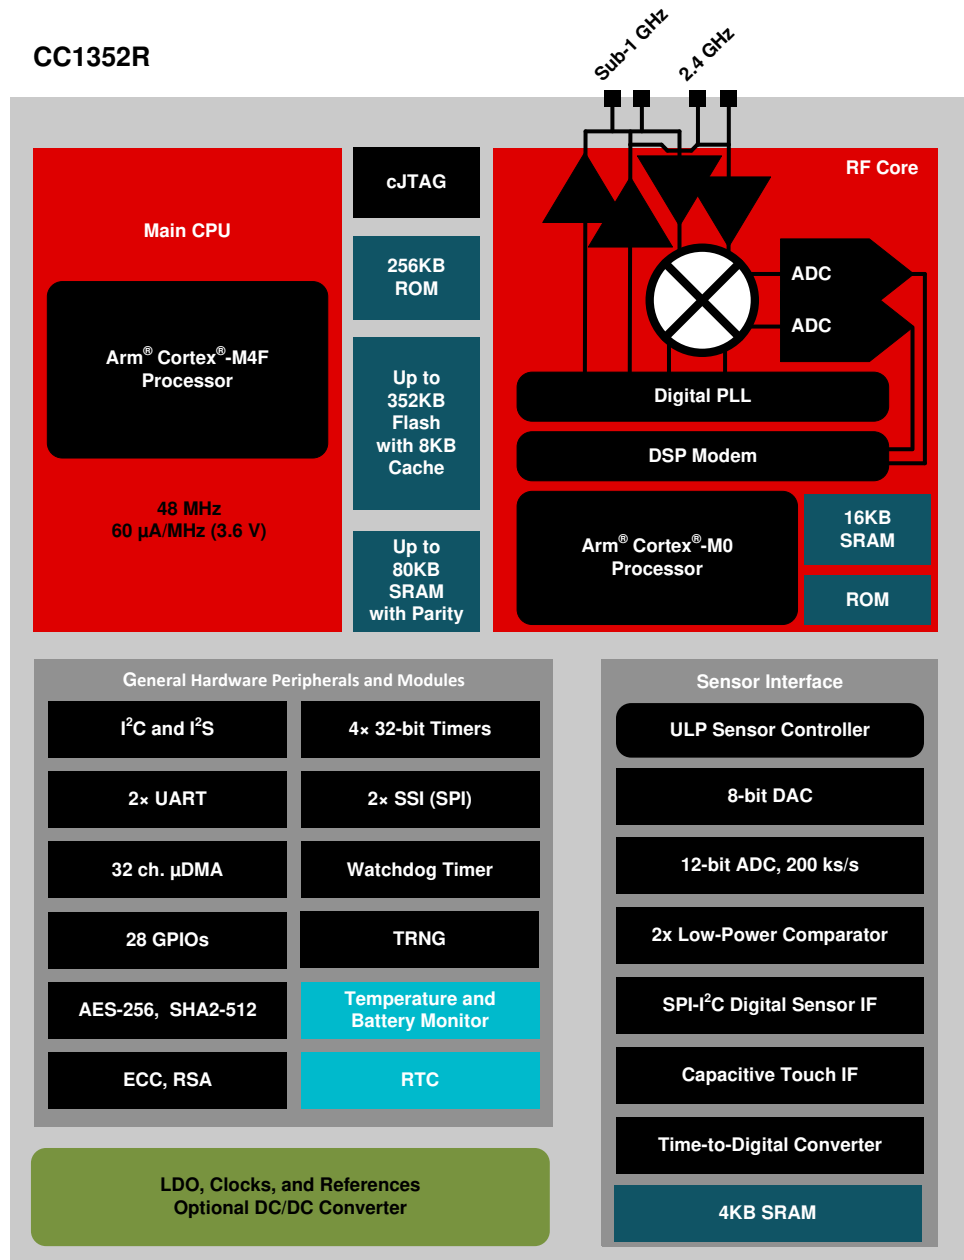 CC1352R
Sub-1 GHz
2.4 GHz
Main CPU
Arm® Cortex®-M4F
Processor
48 MHz
60 µA/MHz (3.6 V)
cJTAG
256KB
ROM
Up to
352KB
Flash
with 8KB
Cache
Up to
80KB
SRAM
with Parity
RF Core
ADC
ADC
Digital PLL
DSP Modem
Arm® Cortex®-M0
Processor
16KB
SRAM
ROM
General Hardware Peripherals and Modules
I²C and I²S
4× 32-bit Timers
2× UART
2× SSI (SPI)
32 ch. µDMA
Watchdog Timer
28 GPIOs
TRNG
AES-256, SHA2-512
Temperature and
Battery Monitor
ECC, RSA
RTC
LDO, Clocks, and References
Optional DC/DC Converter
Sensor Interface
ULP Sensor Controller
8-bit DAC
12-bit ADC, 200 ks/s
2x Low-Power Comparator
SPI-I²C Digital Sensor IF
Capacitive Touch IF
Time-to-Digital Converter
4KB SRAM